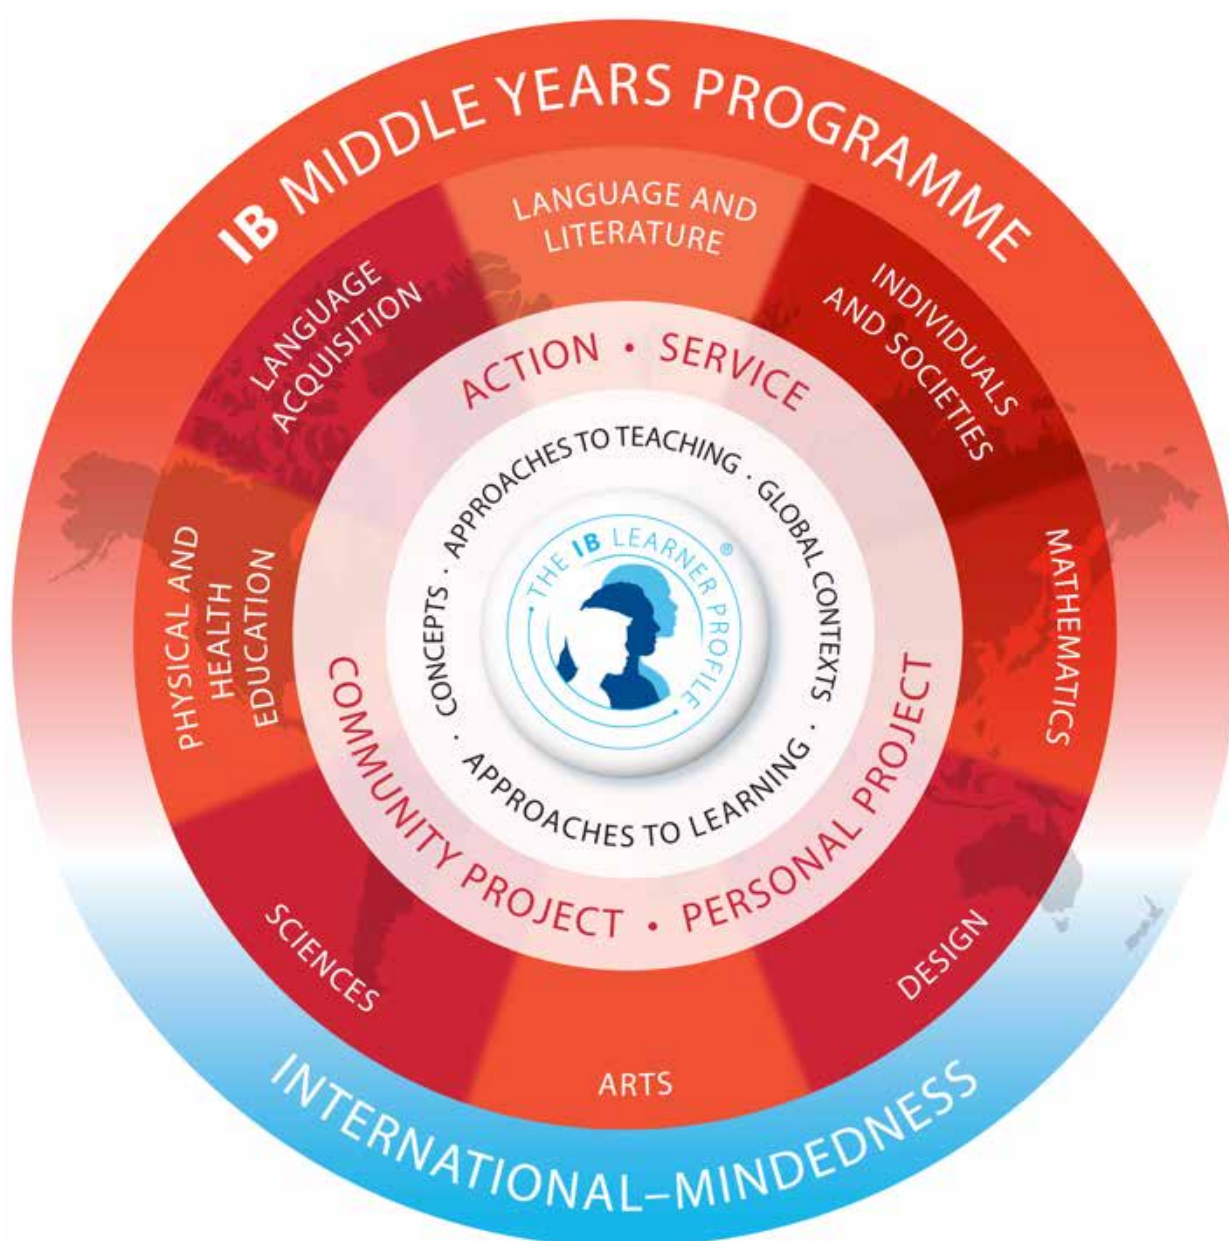 IB MIDDLE YEARS PROGRAMME
LANGUAGE AND
LITERATURE
LANGUAGE
ACQUISITION
INDIVIDUALS
AND SOCIETIES
PHYSICAL AND
HEALTH
EDUCATION
MATHEMATICS
SCIENCES
DESIGN
ARTS
ACTION · SERVICE
COMMUNITY PROJECT · PERSONAL PROJECT
APPROACHES TO TEACHING · GLOBAL CONTEXTS ·
APPROACHES TO LEARNING · CONCEPTS ·
THE IB LEARNER PROFILE ®
INTERNATIONAL–MINDEDNESS